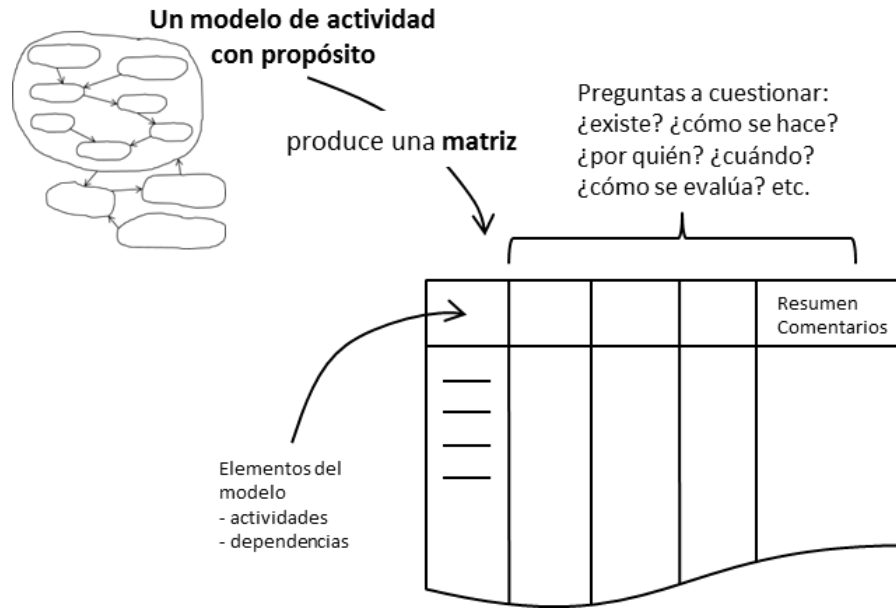 Un modelo de actividad
con propósito
produce una matriz
Preguntas a cuestionar:
¿existe? ¿cómo se hace?
¿por quién? ¿cuándo?
¿cómo se evalúa? etc.
Resumen
Comentarios
Elementos del
modelo
- actividades
- dependencias